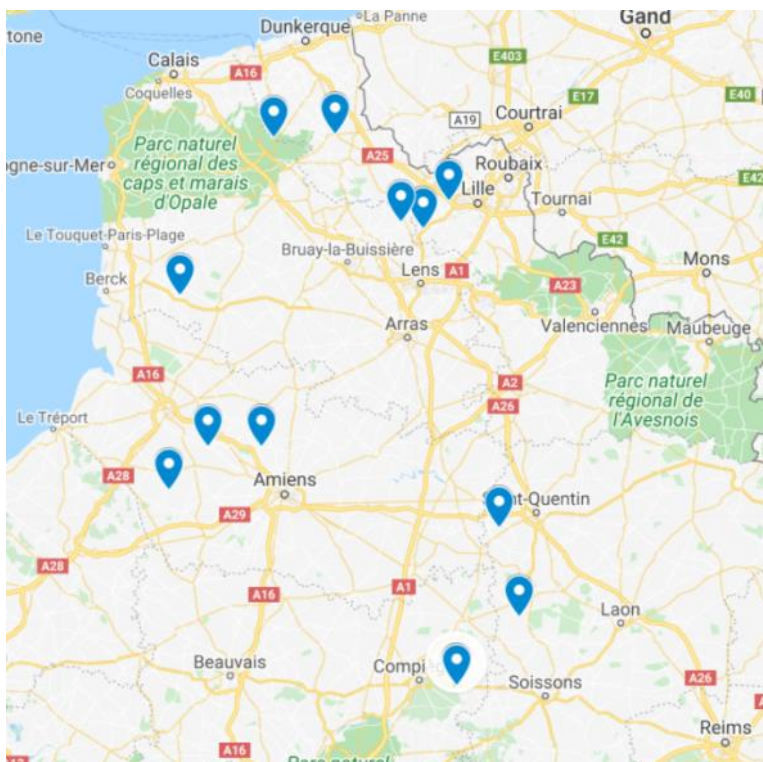 La Panne
Gand
tone
Dunkerque
A16
E403
Calais
E17
E40
Coquelles
Courtrai
A19
Parc naturel
régional des
caps et marais
d'Opale
A25
ogne-sur-Mer
Roubaix
E42
Lille
Tournai
Le Touquet-Paris-Plage
Bruay-la-Buissière
E42
Mons
Berck
Lens
A1
A23
Valenciennes
Maubeuge
Arras
A16
A2
A26
Parc naturel
régional de
l'Avesnois
Le Tréport
A28
Amiens
nt-Quentin
A29
A28
A1
A16
Laon
Beauvais
Compiè
Soissons
A26
Reims
A16
Parc naturel